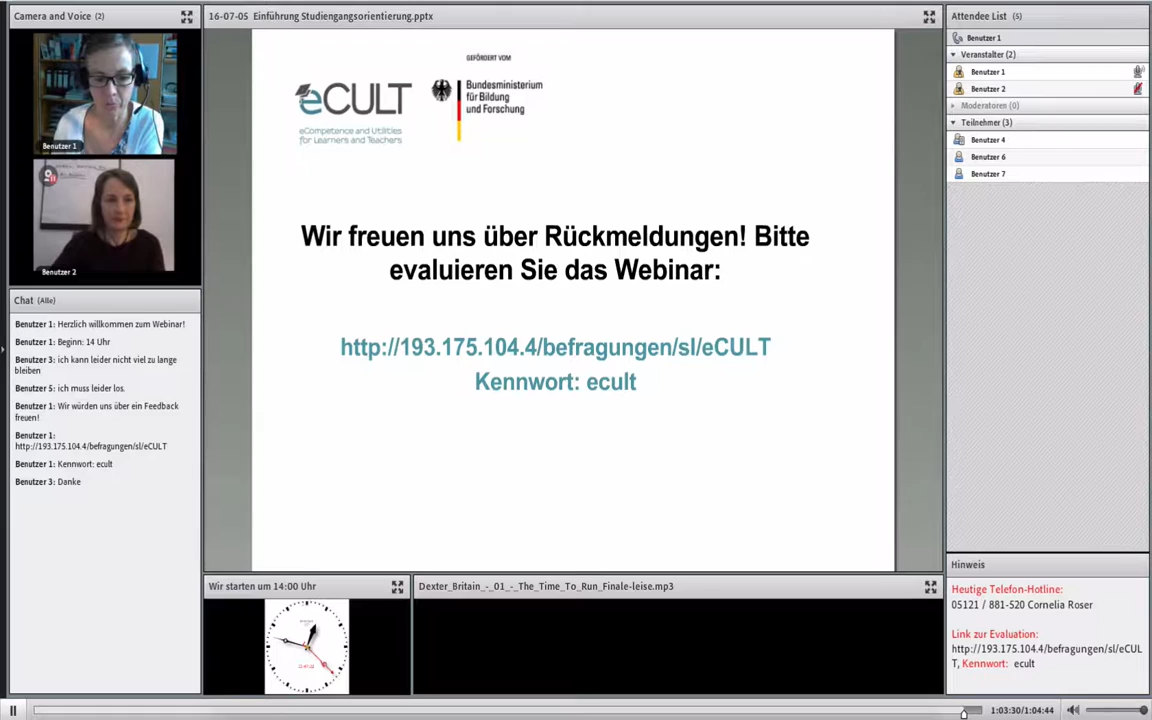 Camera and Voice (2)
Benutzer 1
Benutzer 2
Chat (Alle)
Benutzer 1: Herzlich willkommen zum Webinar!
Benutzer 1: Beginn: 14 Uhr
Benutzer 3: ich kann leider nicht viel zu lange
bleiben
Benutzer 5: ich muss leider los.
Benutzer 1: Wir würden uns über ein Feedback
freuen!
Benutzer 1:
http://193.175.104.4/befragungen/sl/eCULT
Benutzer 1: Kennwort: ecult
Benutzer 3: Danke
16-07-05 Einführung Studiengangsorientierung.pptx
GEFÖRDERT VOM
eCULT
eCompetence and Utilities
for Learners and Teachers
Bundesministerium
für Bildung
und Forschung
Wir freuen uns über Rückmeldungen! Bitte
evaluieren Sie das Webinar:
http://193.175.104.4/befragungen/sl/eCULT
Kennwort: ecult
Wir starten um 14:00 Uhr
Dexter_Britain_-_01_-_The_Time_To_Run_Finale-leise.mp3
Attendee List (5)
Benutzer 1
Veranstalter (2)
Benutzer 1
Benutzer 2
Moderatoren (0)
Teilnehmer (3)
Benutzer 4
Benutzer 6
Benutzer 7
Hinweis
Heutige Telefon-Hotline:
05121 / 881-520 Cornelia Roser
Link zur Evaluation:
http://193.175.104.4/befragungen/sl/eCUL
T, Kennwort: ecult
1:03:30/1:04:44